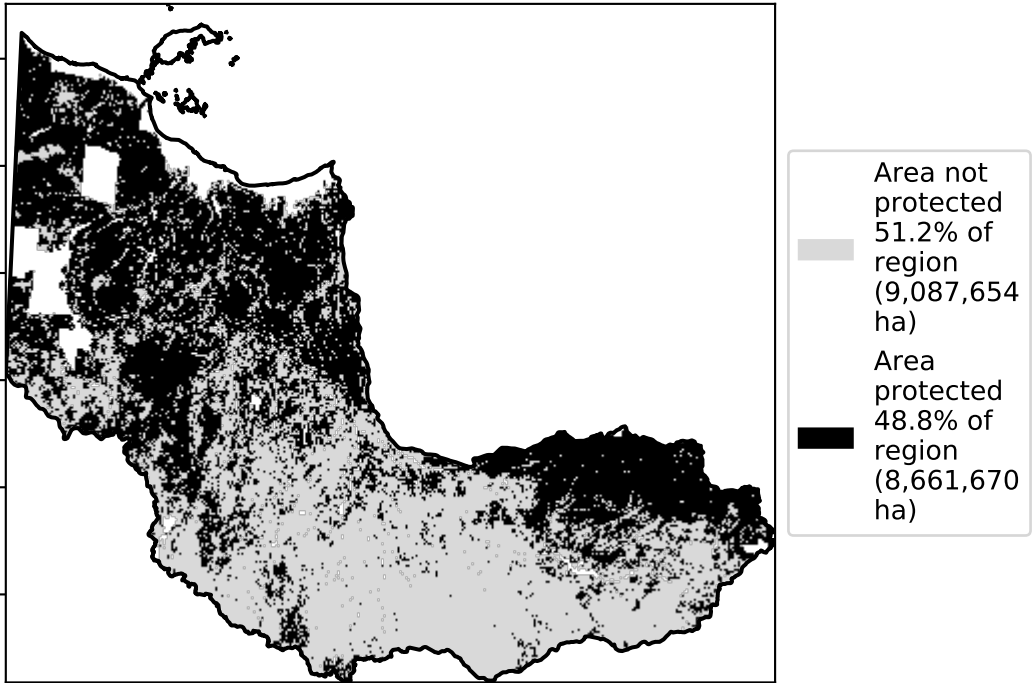 Area not
protected
51.2% of
region
(9,087,654
ha)
Area
protected
48.8% of
region
(8,661,670
ha)